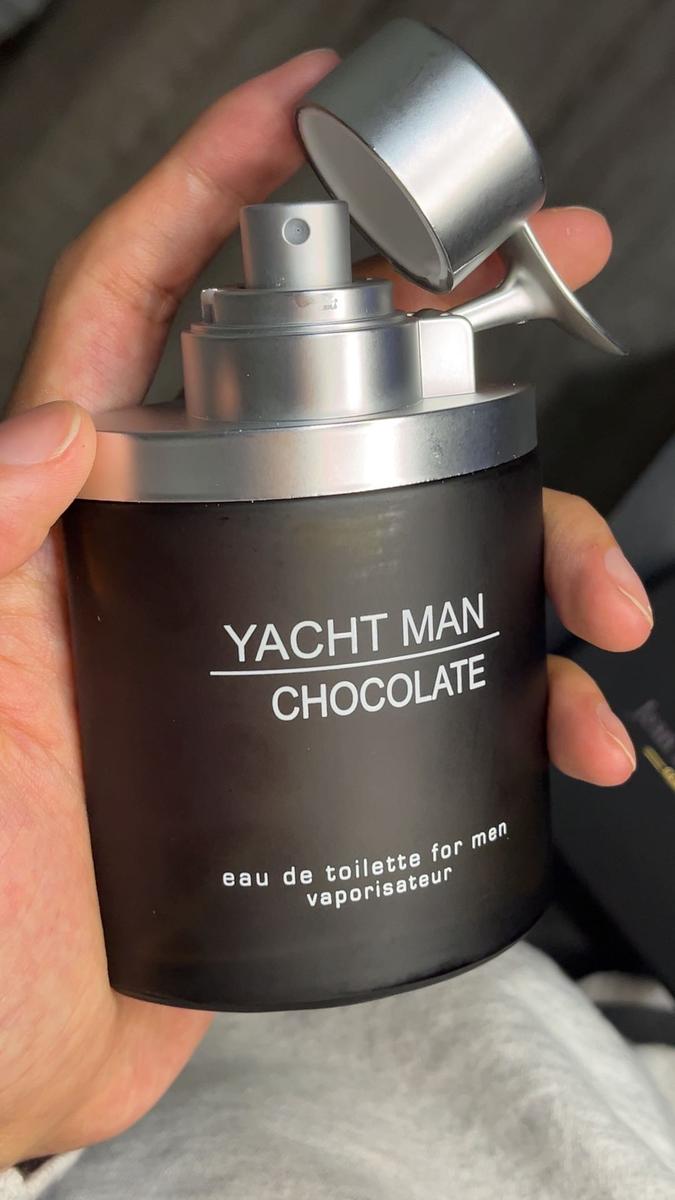 YACHT MAN
CHOCOLATE
eau de toilette for men
vaporisateur